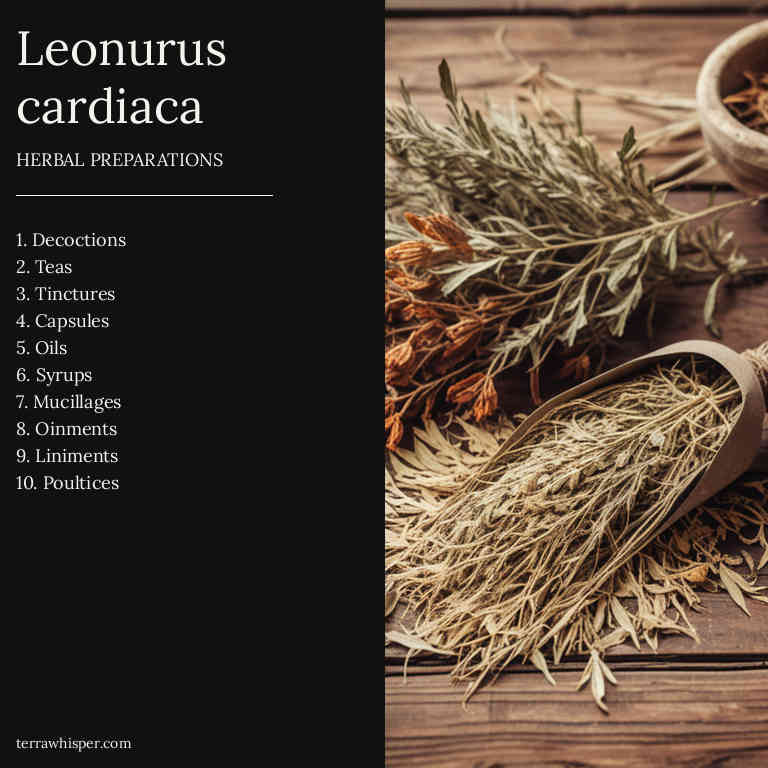 Leonurus
cardiaca
HERBAL PREPARATIONS
1. Decoctions
2. Teas
3. Tinctures
4. Capsules
5. Oils
6. Syrups
7. Mucillages
8. Oinments
9. Liniments
10. Poultices
terrawhisper.com